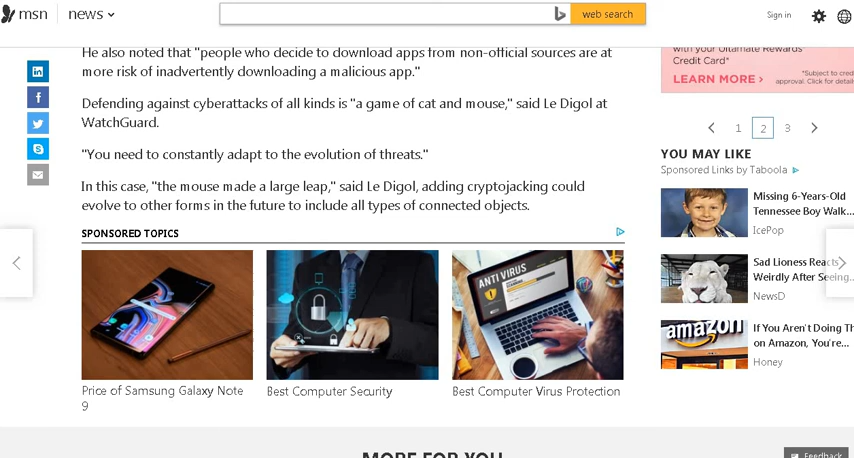 msn news web search Sign in
He also noted that "people who decide to download apps from non-official sources are at
more risk of inadvertently downloading a malicious app."
Defending against cyberattacks of all kinds is "a game of cat and mouse," said Le Digol at
WatchGuard.
"You need to constantly adapt to the evolution of threats."
In this case, "the mouse made a large leap," said Le Digol, adding cryptojacking could
evolve to other forms in the future to include all types of connected objects.
SPONSORED TOPICS
ANTI VIRUS
Price of Samsung Galaxy Note
9
Best Computer Security
Best Computer Virus Protection
with your Ultamate Rewards
Credit Card*
*Subject to cred
LEARN MORE >
approval. Click for detail
1 2 3
YOU MAY LIKE
Sponsored Links by Taboola
Missing 6-Years-Old
Tennessee Boy Walk...
IcePop
Sad Lioness Reacts
Weirdly After Seeing...
NewsD
amazon
If You Aren't Doing Th
on Amazon, You're...
Honey
MORE FOR YOU
Feedback